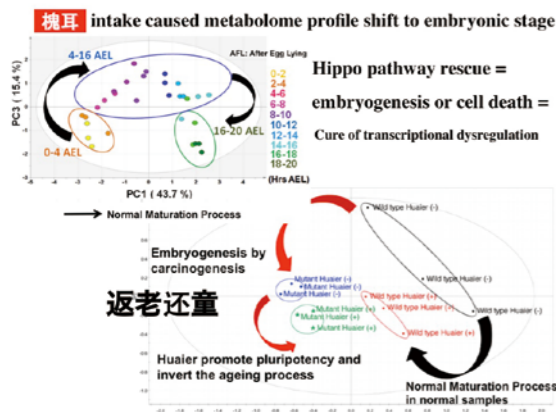 槐耳 intake caused metabolome profile shift to embryonic stage
AFL: After Egg Lying
4-16 AEL
16-20 AEL
0-4 AEL
PC3 (15.4 %)
PC1 (43.7 %)
0-2
2-4
4-6
6-8
8-10
10-12
12-14
14-16
16-18
18-20
(Hrs AEL)
Normal Maturation Process
Hippo pathway rescue =
embryogenesis or cell death =
Cure of transcriptional dysregulation
Embryogenesis by
carcinogenesis
返老还童
Huaier promote pluripotency and
invert the ageing process
Wild type Huaier (-)
Wild type Huaier (-)
Wild type Huaier (-)
Mutant Huaier (-)
Mutant Huaier (-)
Mutant Huaier (-)
Wild type Huaier (+)
Wild type Huaier (+)
Wild type Huaier (+)
Mutant Huaier (+)
Mutant Huaier (+)
Mutant Huaier (+)
Normal Maturation Process
in normal samples